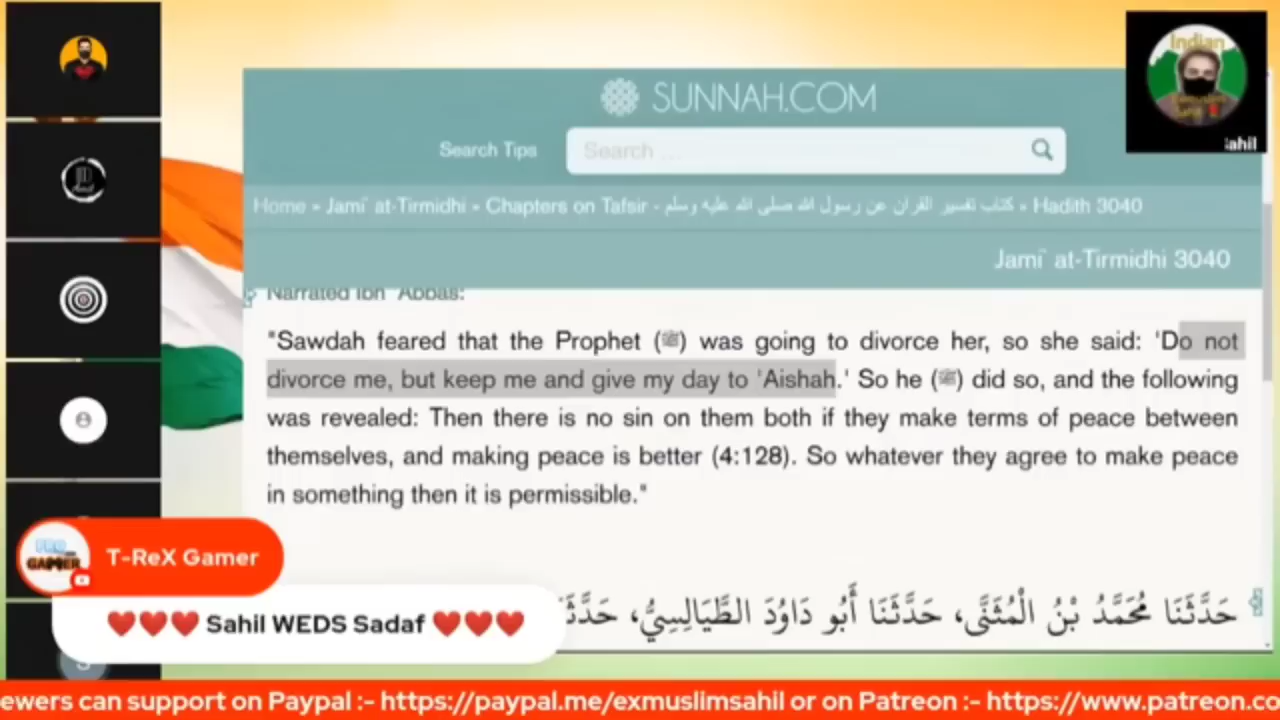 SUNNAH.COM
Search Tips
Search ...
Home » Jami` at-Tirmidhi » Chapters on Tafsir - كتاب تفسير القرآن عن رسول الله صلى الله عليه وسلم » Hadith 3040
Jami` at-Tirmidhi 3040
Narrated Ibn 'Abbas:
"Sawdah feared that the Prophet (ﷺ) was going to divorce her, so she said: 'Do not
divorce me, but keep me and give my day to 'Aishah.' So he (ﷺ) did so, and the following
was revealed: Then there is no sin on them both if they make terms of peace between
themselves, and making peace is better (4:128). So whatever they agree to make peace
in something then it is permissible."
حَدَّثَنَا مُحَمَّدُ بْنُ الْمُثَنَّى، حَدَّثَنَا أَبُو دَاوُدَ الطَّيَالِسِيُّ، حَدَّثَ
Indian
ahil
T-ReX Gamer
GAMER
❤️❤️❤️ Sahil WEDS Sadaf ❤️❤️❤️
S
ewers can support on Paypal :- https://paypal.me/exmuslimsahil or on Patreon :- https://www.patreon.co